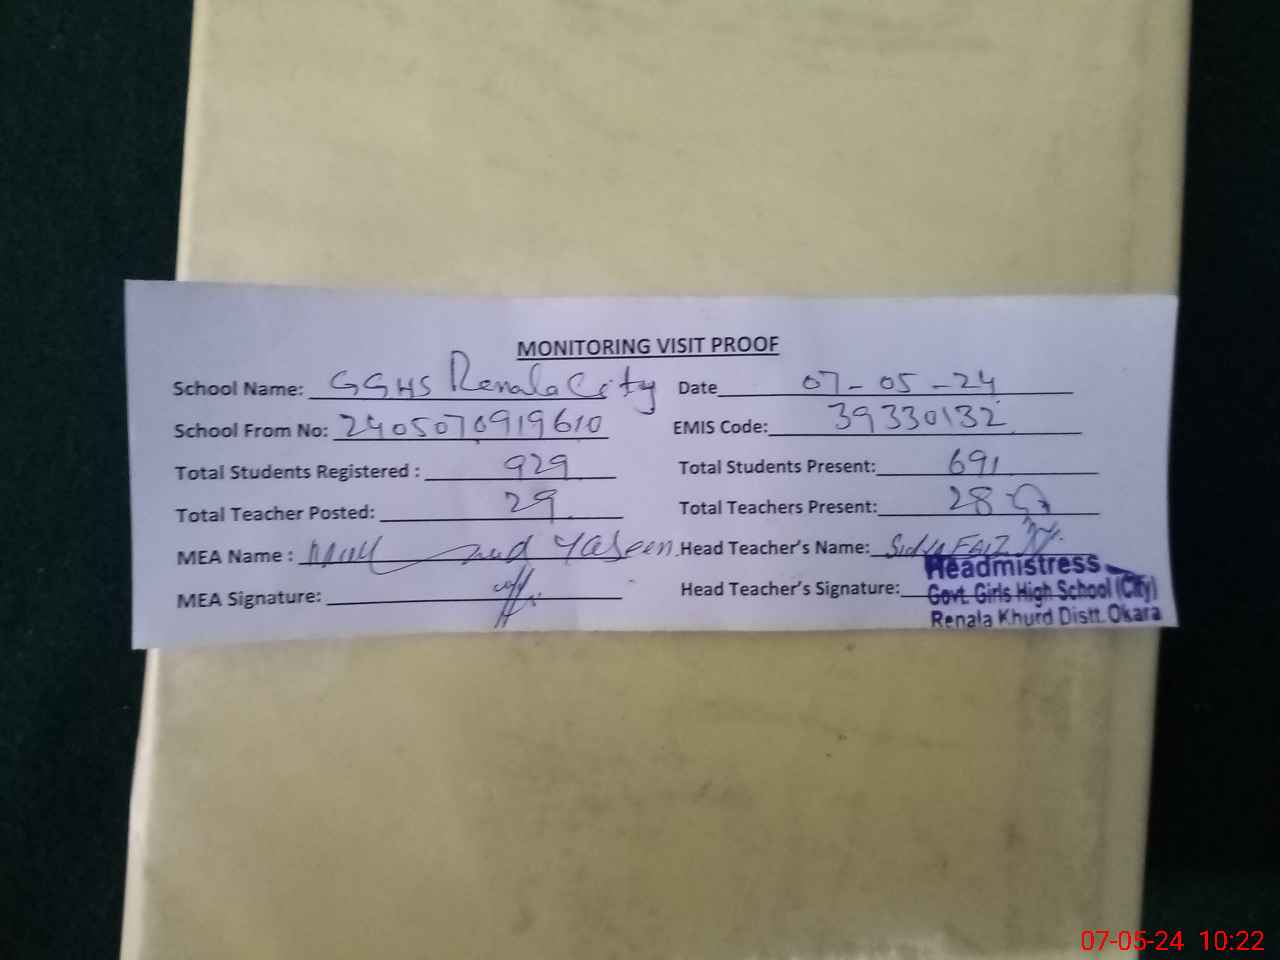 MONITORING VISIT PROOF
School Name: GGHS Renala City Date 07-05-24
School From No: 2405070919610 EMIS Code: 39330132
Total Students Registered : 929 Total Students Present: 691
Total Teacher Posted: 29 Total Teachers Present: 28
MEA Name : Yaseen Head Teacher's Name: Faiz
MEA Signature: Head Teacher's Signature:
Headmistress
Govt. Girls High School (City)
Renala Khurd Distt. Okara
07-05-24 10:22